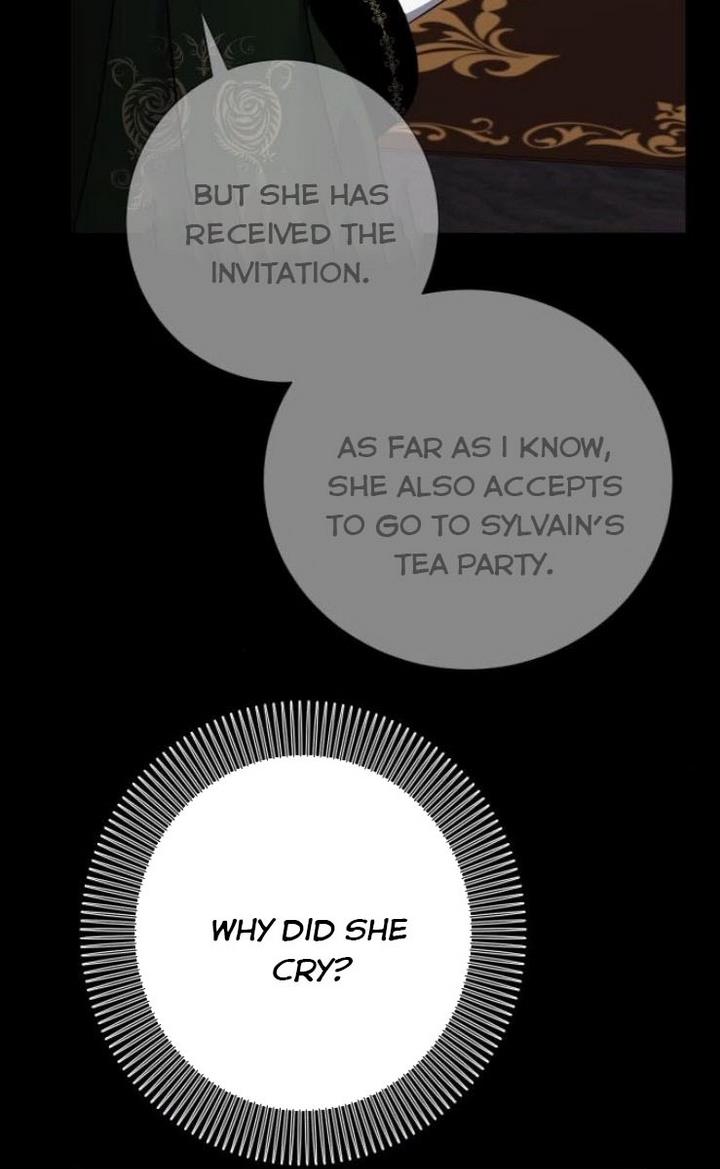 BUT SHE HAS
RECEIVED THE
INVITATION.
AS FAR AS I KNOW,
SHE ALSO ACCEPTS
TO GO TO SYLVAIN'S
TEA PARTY.
WHY DID SHE
CRY?